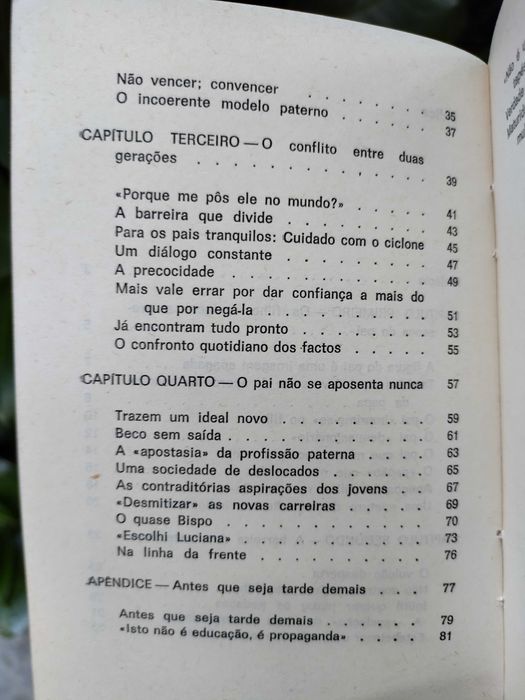 Não vencer; convencer . . . . . . 35
O incoerente modelo paterno . . . . . 37
CAPÍTULO TERCEIRO — O conflito entre duas
gerações . . . . . . . . . . 39
«Porque me pôs ele no mundo?» . . . . 41
A barreira que divide . . . . . . . 43
Para os pais tranquilos: Cuidado com o ciclone 45
Um diálogo constante . . . . . . . 47
A precocidade . . . . . . . . . 49
Mais vale errar por dar confiança a mais do
que por negá-la . . . . . . . . 51
Já encontram tudo pronto . . . . . . 53
O confronto quotidiano dos factos . . . . 55
CAPÍTULO QUARTO — O pai não se aposenta nunca 57
Trazem um ideal novo . . . . . . . 59
Beco sem saída . . . . . . . . . 61
A «apostasia» da profissão paterna . . . . 63
Uma sociedade de deslocados . . . . . 65
As contraditórias aspirações dos jovens . . 67
«Desmitizar» as novas carreiras . . . . . 69
O quase Bispo . . . . . . . . . 70
«Escolhi Luciana» . . . . . . . . 73
Na linha da frente . . . . . . . . 76
APÊNDICE — Antes que seja tarde demais . . 77
Antes que seja tarde demais . . . . . 79
«Isto não é educação, é propaganda» . . . . 81
Não é
Verdade